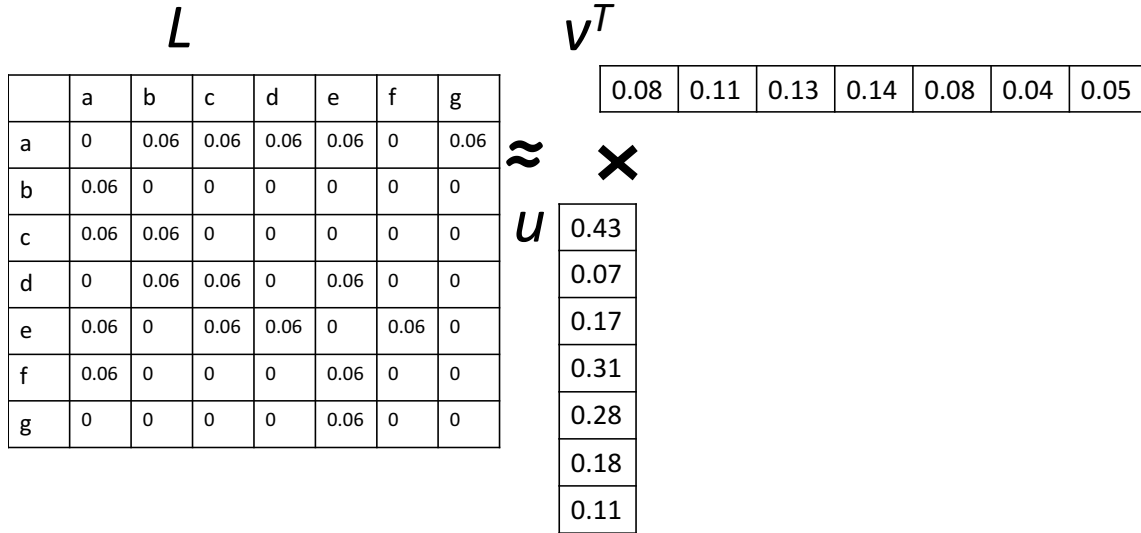 L
v^T
a b c d e f g
a 0 0.06 0.06 0.06 0.06 0 0.06
b 0.06 0 0 0 0 0 0
c 0.06 0.06 0 0 0 0 0
d 0 0.06 0.06 0 0.06 0 0
e 0.06 0 0.06 0.06 0 0.06 0
f 0.06 0 0 0 0.06 0 0
g 0 0 0 0 0.06 0 0
≈
0.08 0.11 0.13 0.14 0.08 0.04 0.05
×
u
0.43
0.07
0.17
0.31
0.28
0.18
0.11